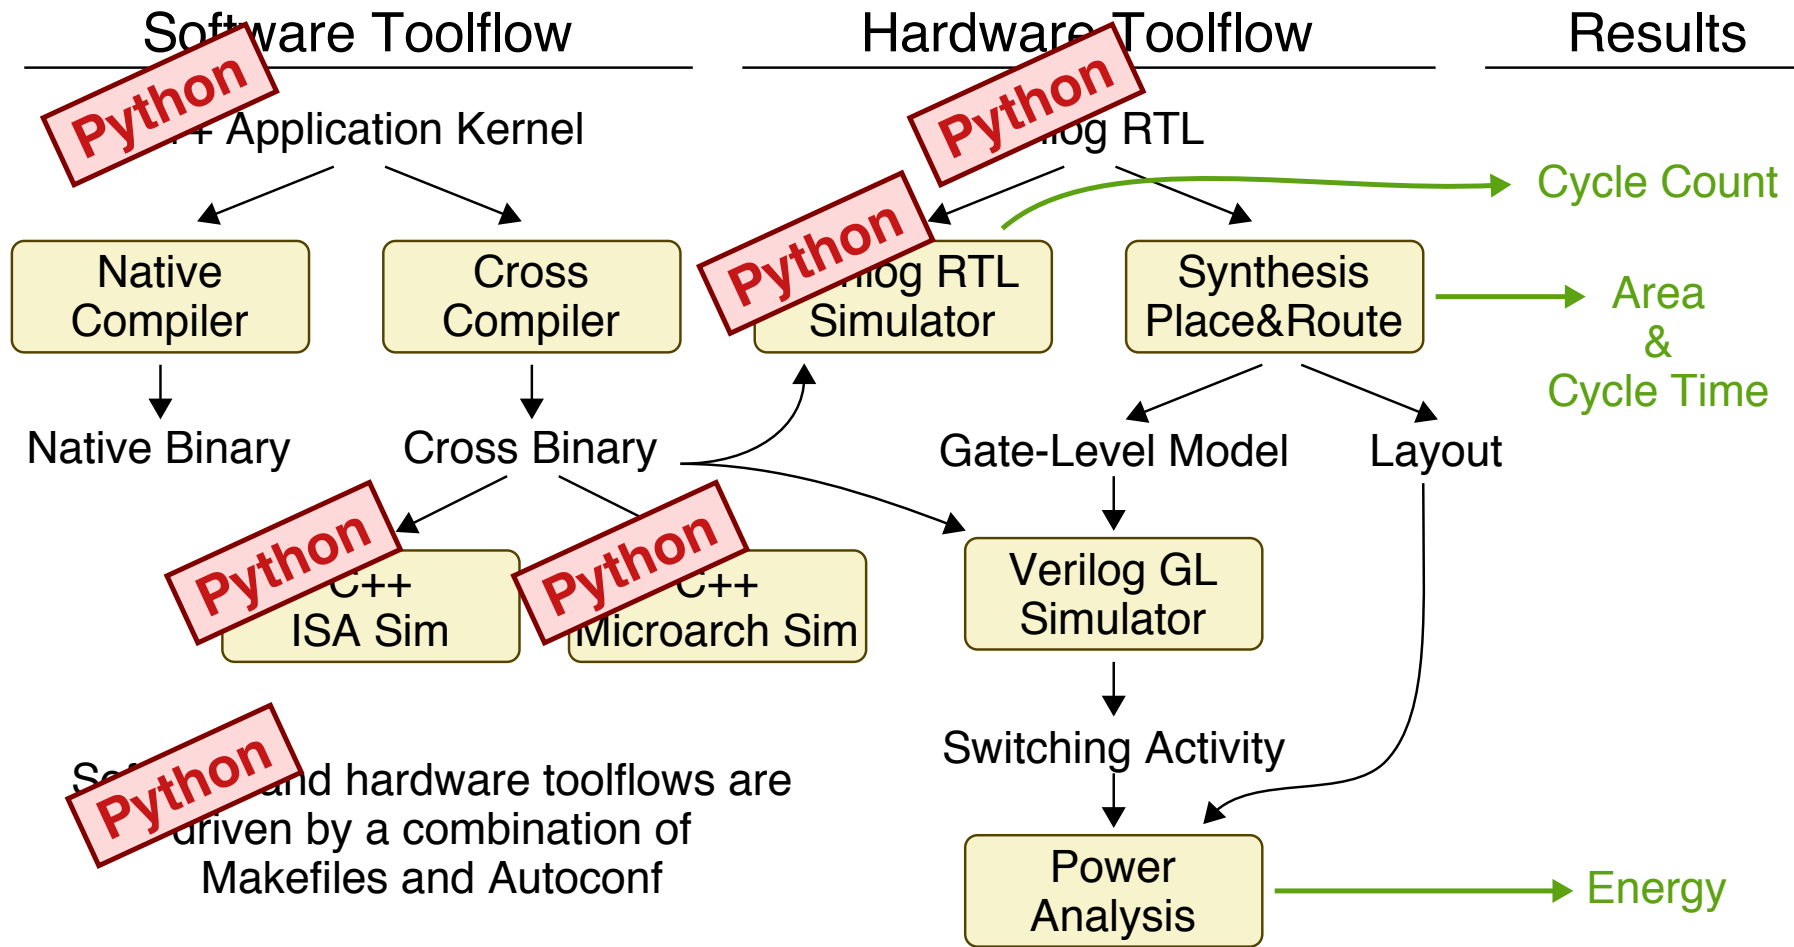 Software Toolflow
Hardware Toolflow
Results
Python
+ Application Kernel
Python
log RTL
Cycle Count
Native
Compiler
Cross
Compiler
Python
log RTL
Simulator
Synthesis
Place&Route
Area
&
Cycle Time
Native Binary
Cross Binary
Gate-Level Model
Layout
Python
C++
ISA Sim
Python
C++
Microarch Sim
Verilog GL
Simulator
Switching Activity
Python
and hardware toolflows are
driven by a combination of
Makefiles and Autoconf
Power
Analysis
Energy